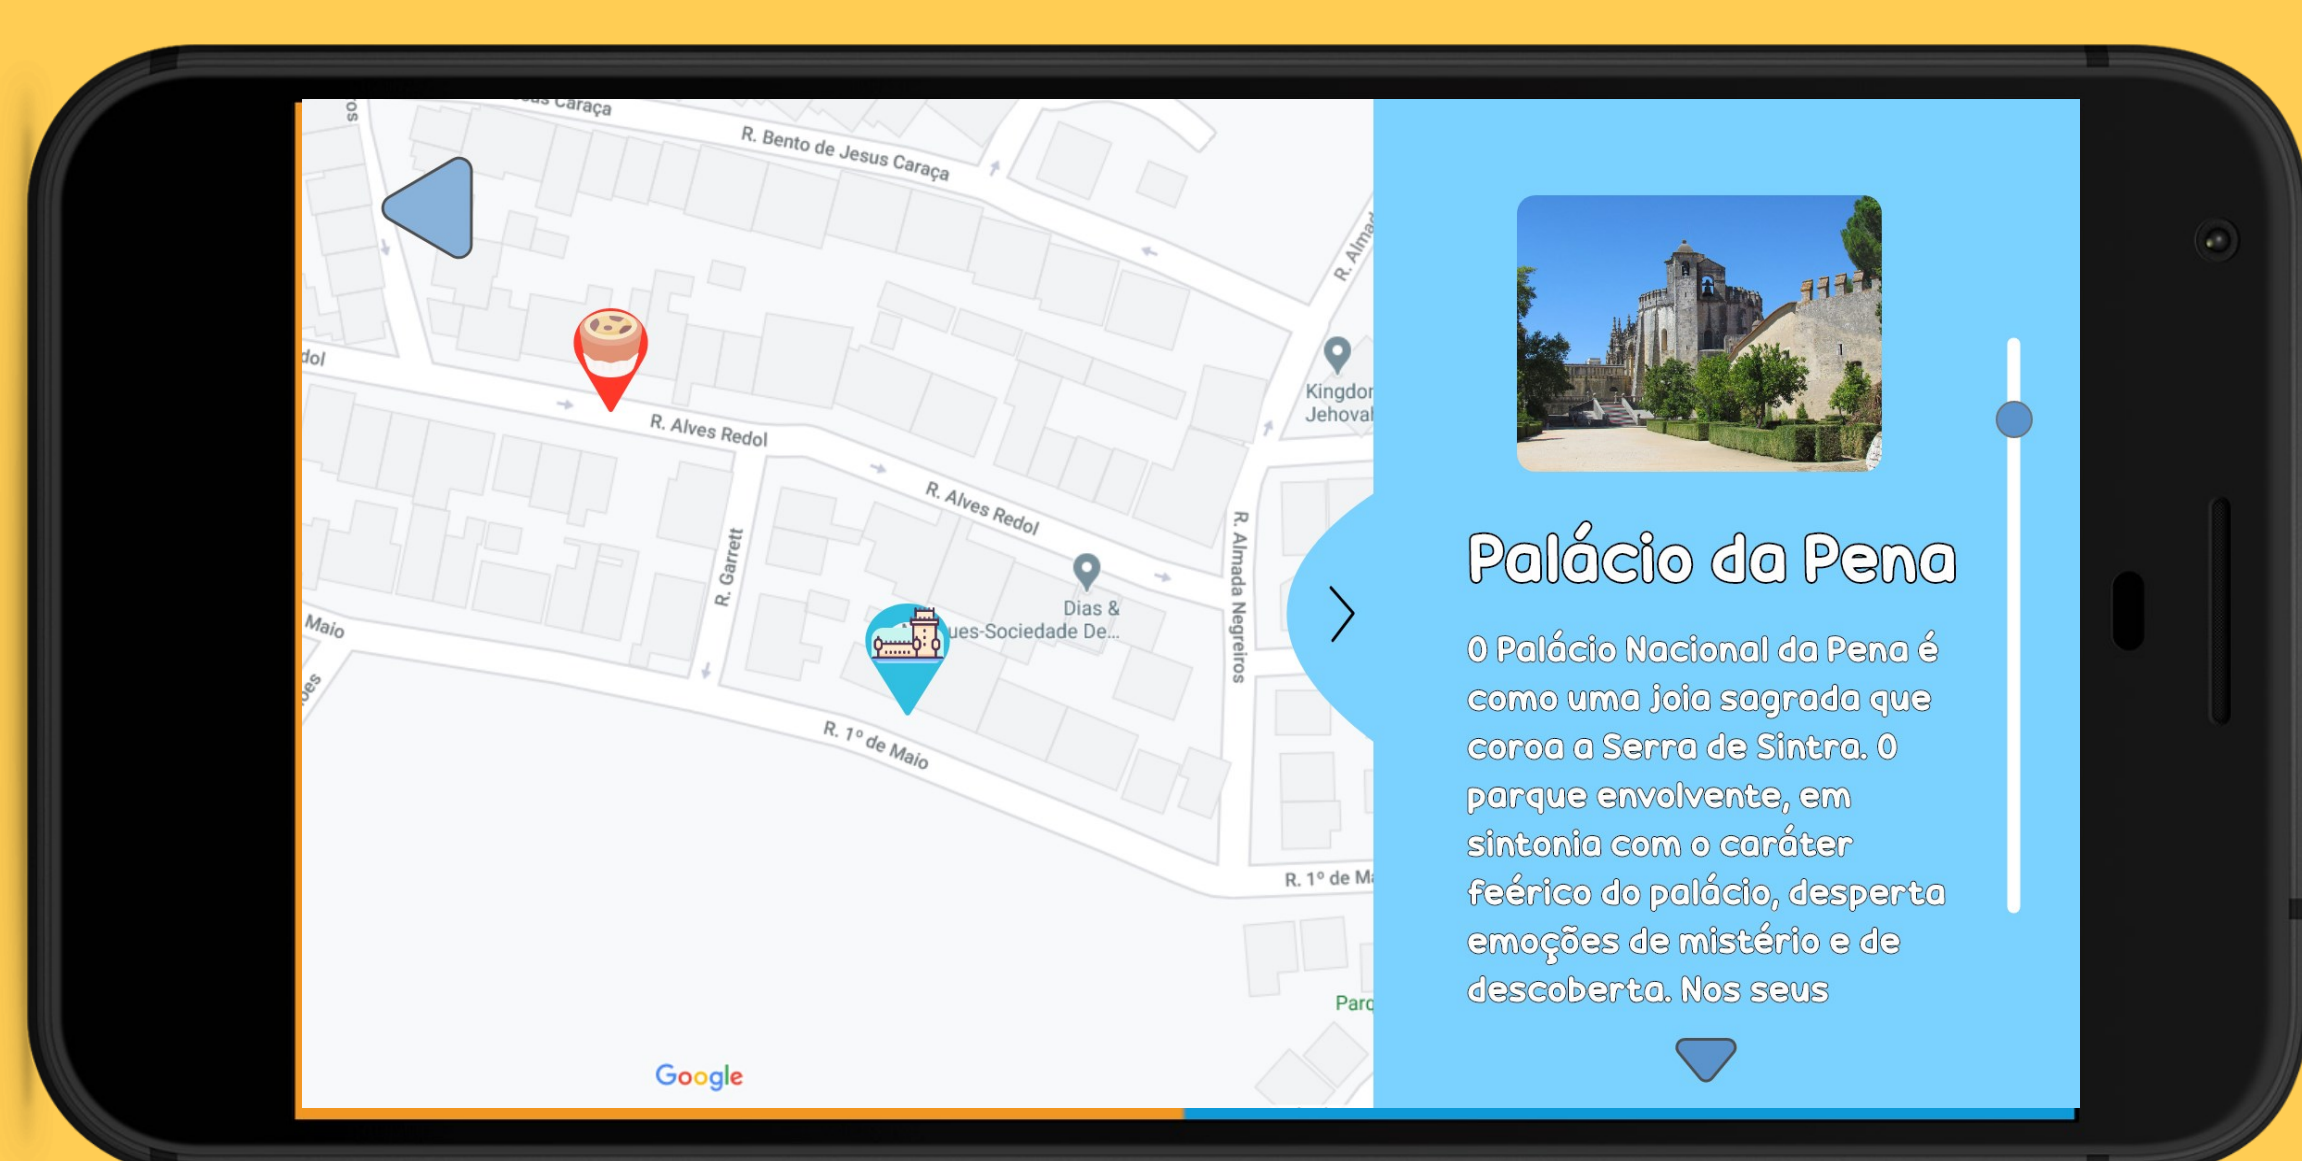 Caraça
R. Bento de Jesus Caraça
R. Alves Redol
R. Alves Redol
R. Garrett
R. Almada Negreiros
Dias &
ues-Sociedade De...
Maio
R. 1º de Maio
R. 1º de
Google
Palácio da Pena
O Palácio Nacional da Pena é
como uma joia sagrada que
coroa a Serra de Sintra. O
parque envolvente, em
sintonia com o caráter
feérico do palácio, desperta
emoções de mistério e de
descoberta. Nos seus